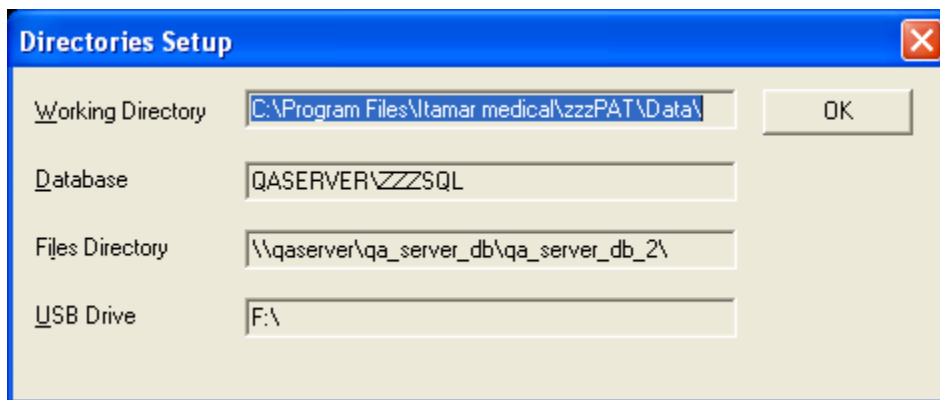 Directories Setup
Working Directory C:\Program Files\Itamar medical\zzzPAT\Data\ OK
Database QASERVER\ZZZSQL
Files Directory \\qaserver\qa_server_db\qa_server_db_2\
USB Drive F:\